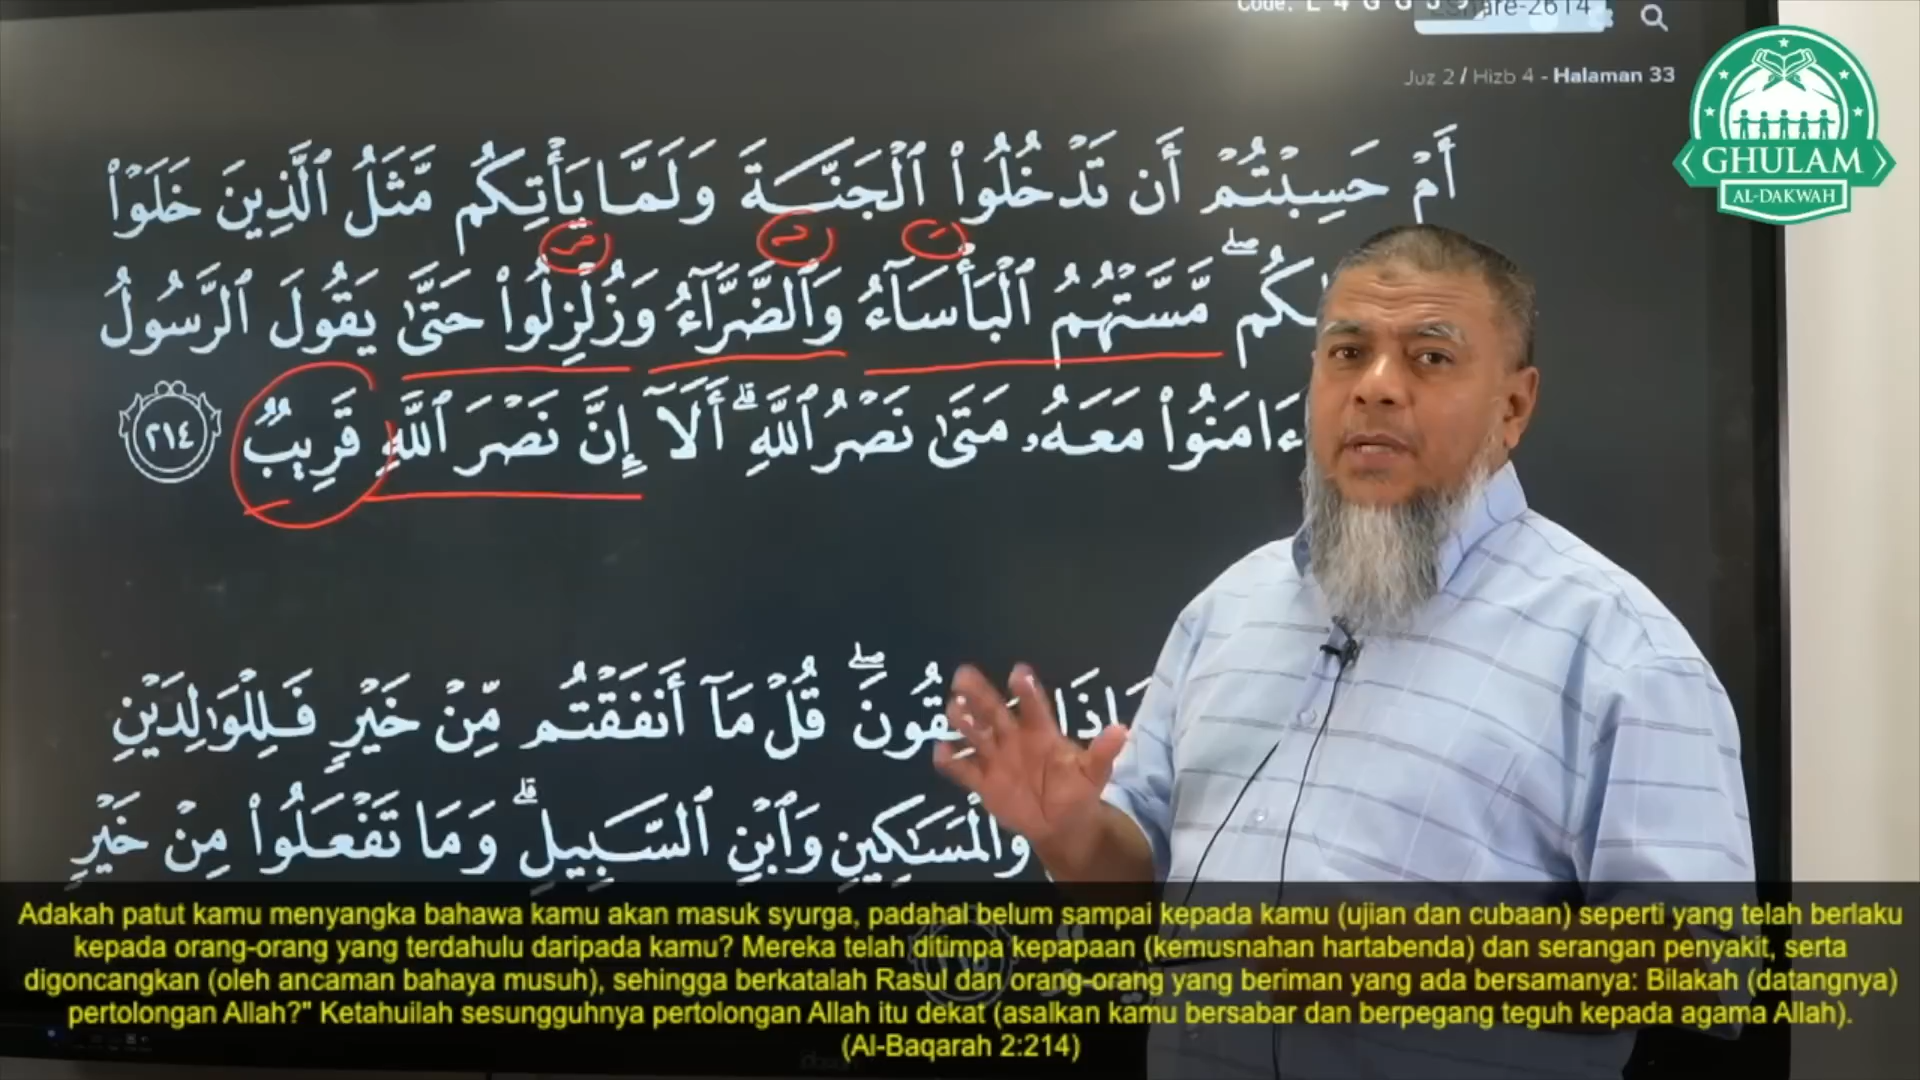 Juz 2 / Hizb 4 - Halaman 33
GHULAM
AL-DAKWAH
أَمْ حَسِبْتُمْ أَن تَدْخُلُوا۟ ٱلْجَنَّةَ وَلَمَّا يَأْتِكُم مَّثَلُ ٱلَّذِينَ خَلَوْا۟
مَّسَّتْهُمُ ٱلْبَأْسَآءُ وَٱلضَّرَّآءُ وَزُلْزِلُوا۟ حَتَّىٰ يَقُولَ ٱلرَّسُولُ
ءَامَنُوا۟ مَعَهُۥ مَتَىٰ نَصْرُ ٱللَّهِ ۗ أَلَآ إِنَّ نَصْرَ ٱللَّهِ قَرِيبٌ ٢١٤
قُلْ مَآ أَنفَقْتُم مِّنْ خَيْرٍ فَلِلْوَٰلِدَيْنِ
وَٱلْمَسَـٰكِينِ وَٱبْنِ ٱلسَّبِيلِ ۗ وَمَا تَفْعَلُوا۟ مِنْ خَيْرٍ
Adakah patut kamu menyangka bahawa kamu akan masuk syurga, padahal belum sampai kepada kamu (ujian dan cubaan) seperti yang telah berlaku
kepada orang-orang yang terdahulu daripada kamu? Mereka telah ditimpa kepapaan (kemusnahan hartabenda) dan serangan penyakit, serta
digoncangkan (oleh ancaman bahaya musuh), sehingga berkatalah Rasul dan orang-orang yang beriman yang ada bersamanya: Bilakah (datangnya)
pertolongan Allah?" Ketahuilah sesungguhnya pertolongan Allah itu dekat (asalkan kamu bersabar dan berpegang teguh kepada agama Allah).
(Al-Baqarah 2:214)